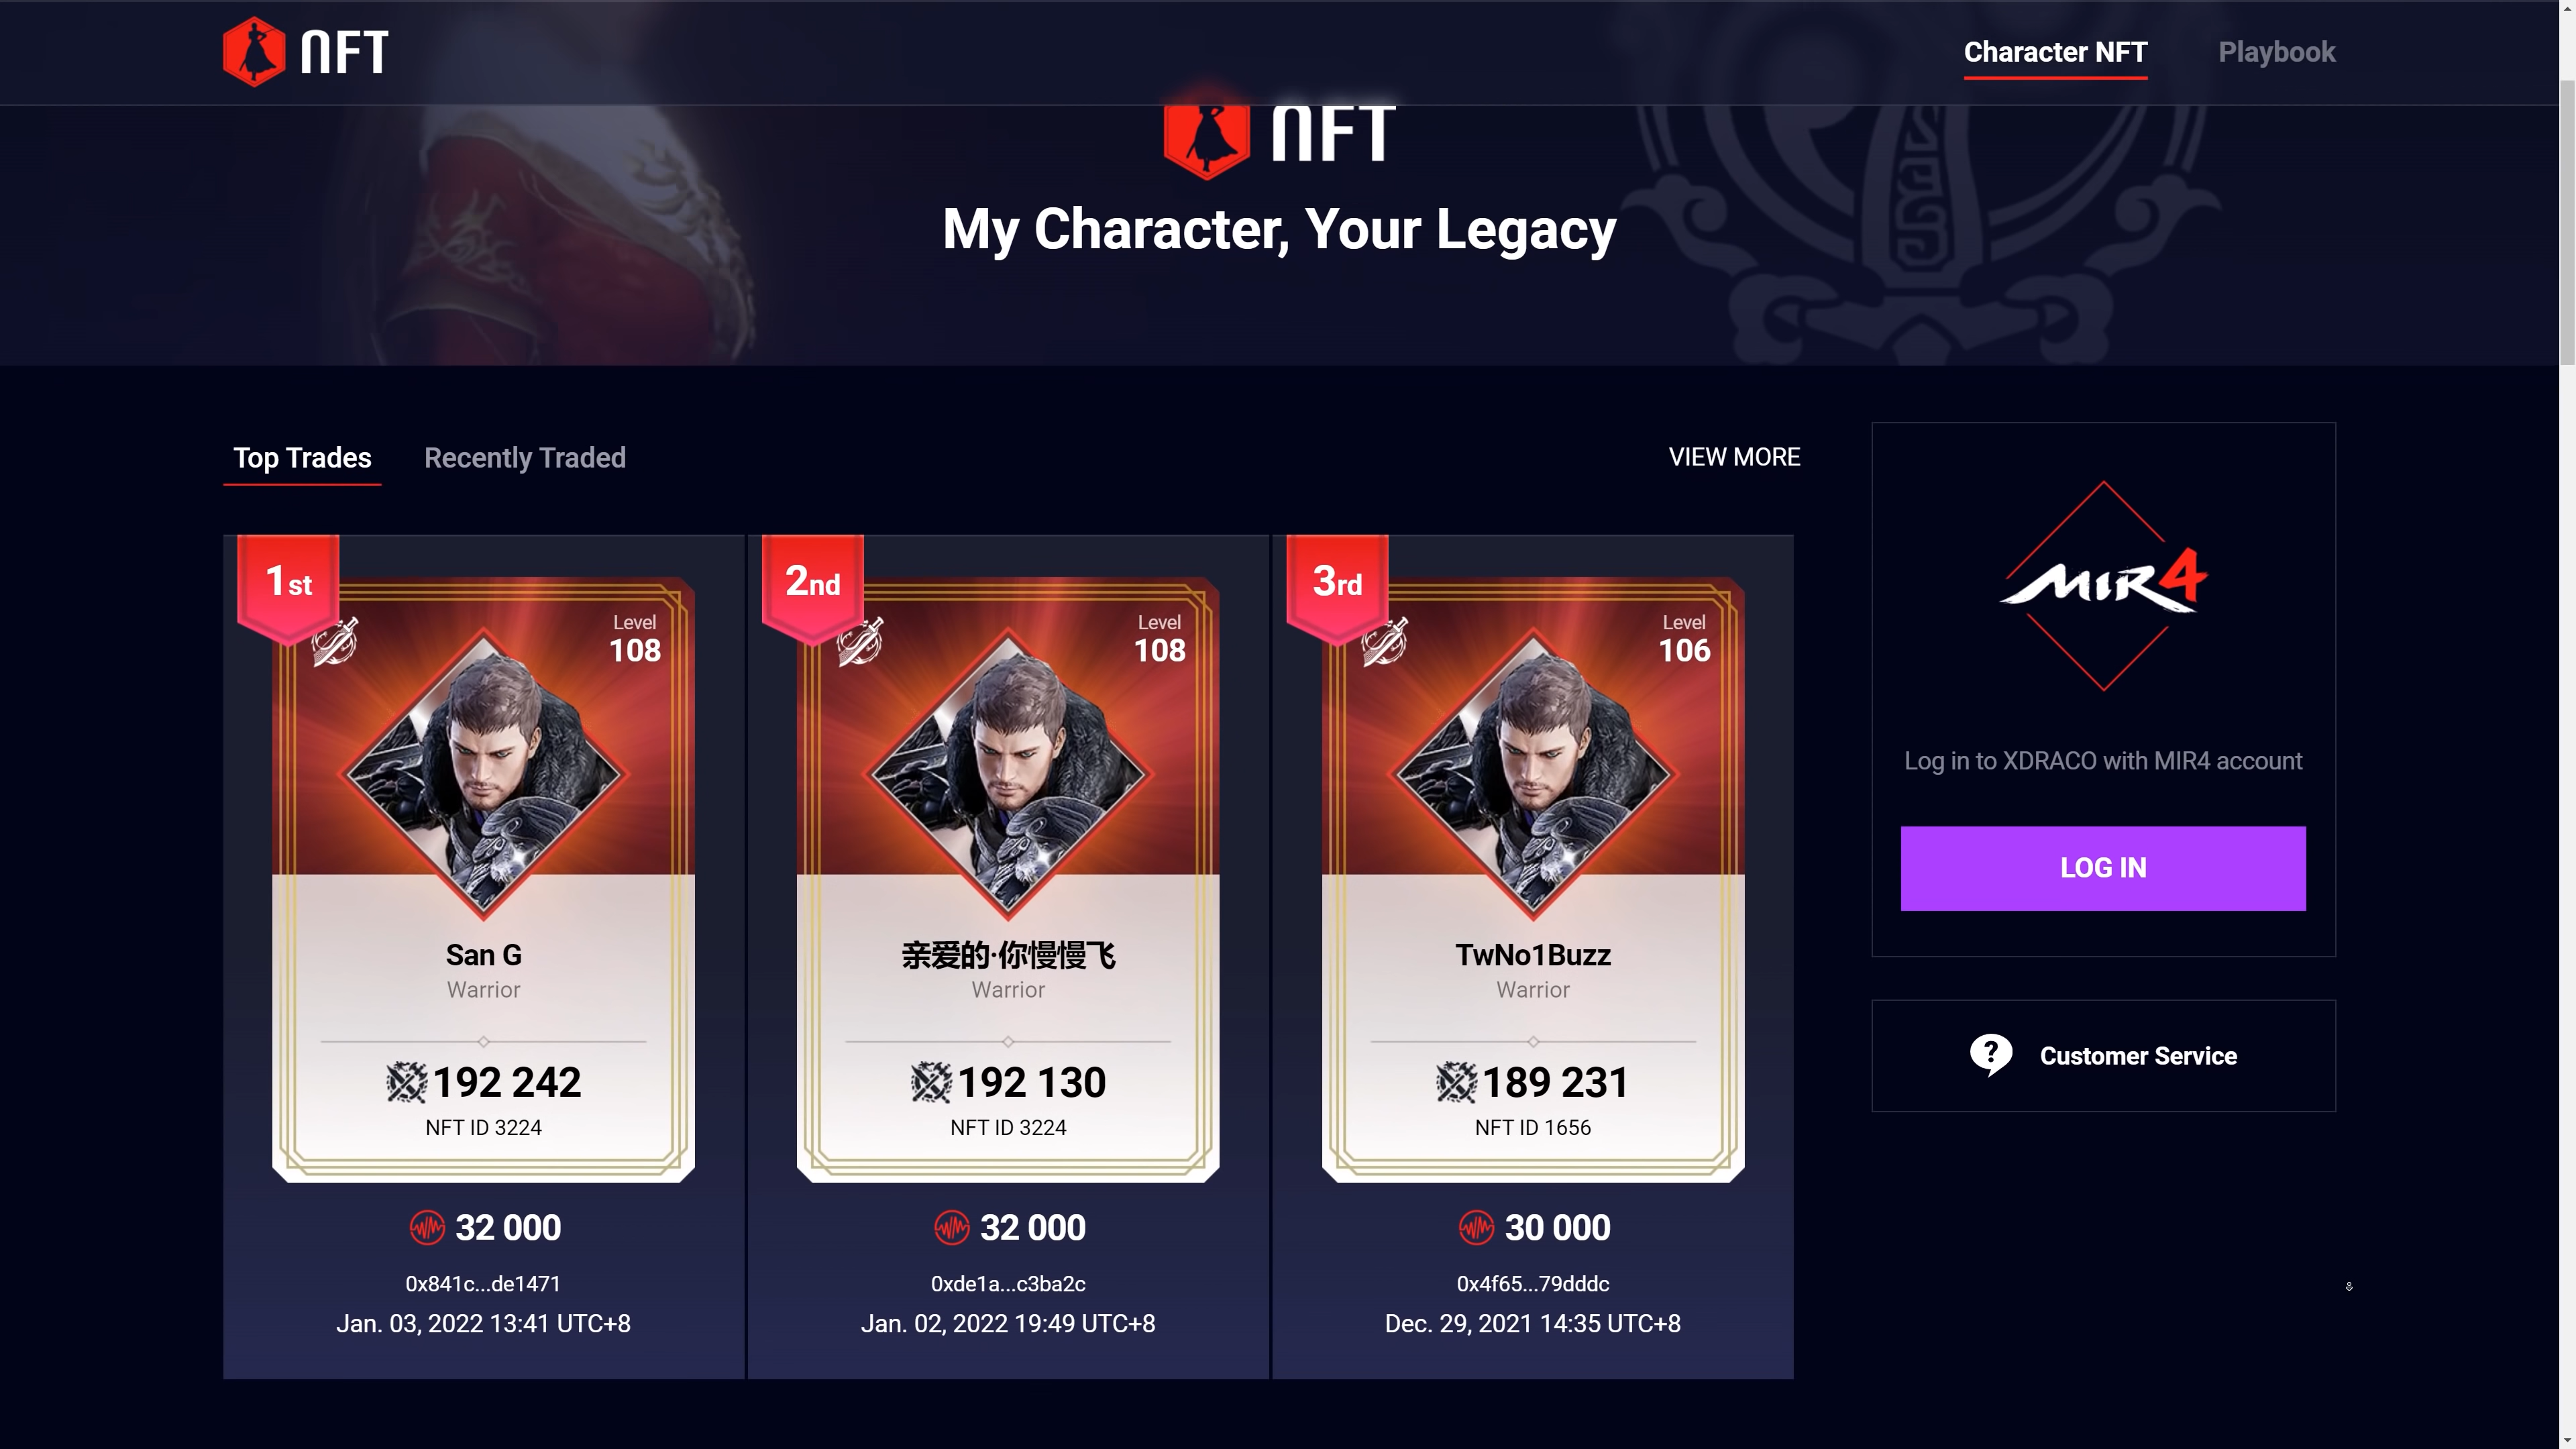 NFT
Character NFT
Playbook
NFT
My Character, Your Legacy
Top Trades
Recently Traded
VIEW MORE
1st
Level
108
San G
Warrior
192 242
NFT ID 3224
32 000
0x841c...de1471
Jan. 03, 2022 13:41 UTC+8
2nd
Level
108
亲爱的·你慢慢飞
Warrior
192 130
NFT ID 3224
32 000
0xde1a...c3ba2c
Jan. 02, 2022 19:49 UTC+8
3rd
Level
106
TwNo1Buzz
Warrior
189 231
NFT ID 1656
30 000
0x4f65...79dddc
Dec. 29, 2021 14:35 UTC+8
MIR4
Log in to XDRACO with MIR4 account
LOG IN
? Customer Service